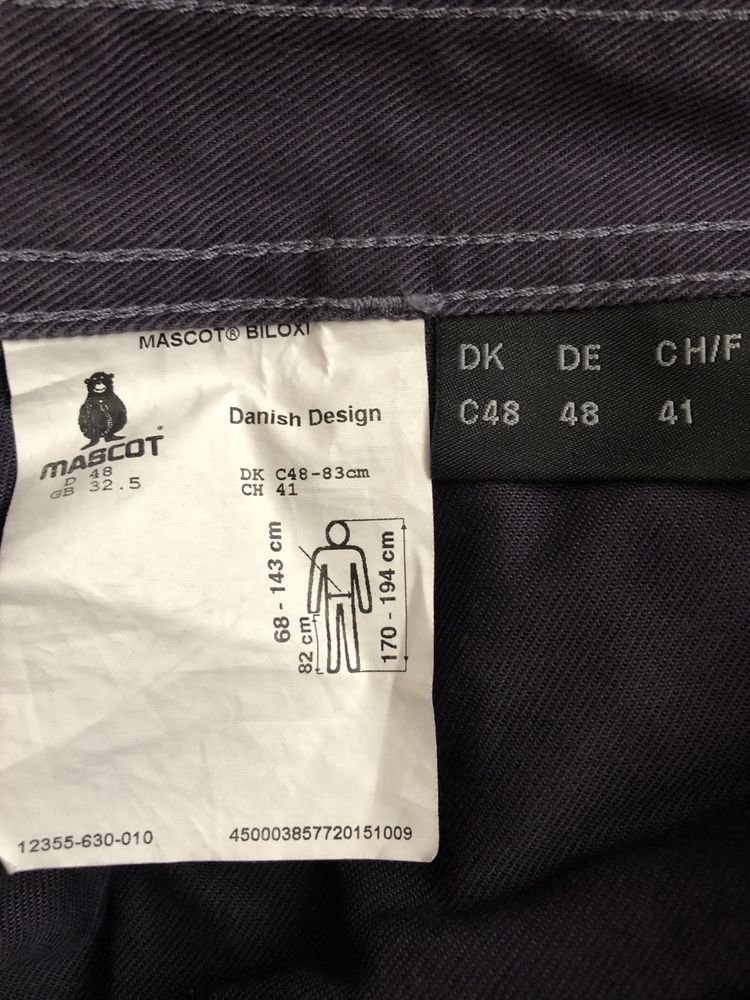 MASCOT® BILOXI
MASCOT®
Danish Design
D 48
GB 32.5
DK C48-83cm
CH 41
68 - 143 cm
82 cm
170 - 194 cm
12355-630-010
450003857720151009
DK DE CH/F
C48 48 41